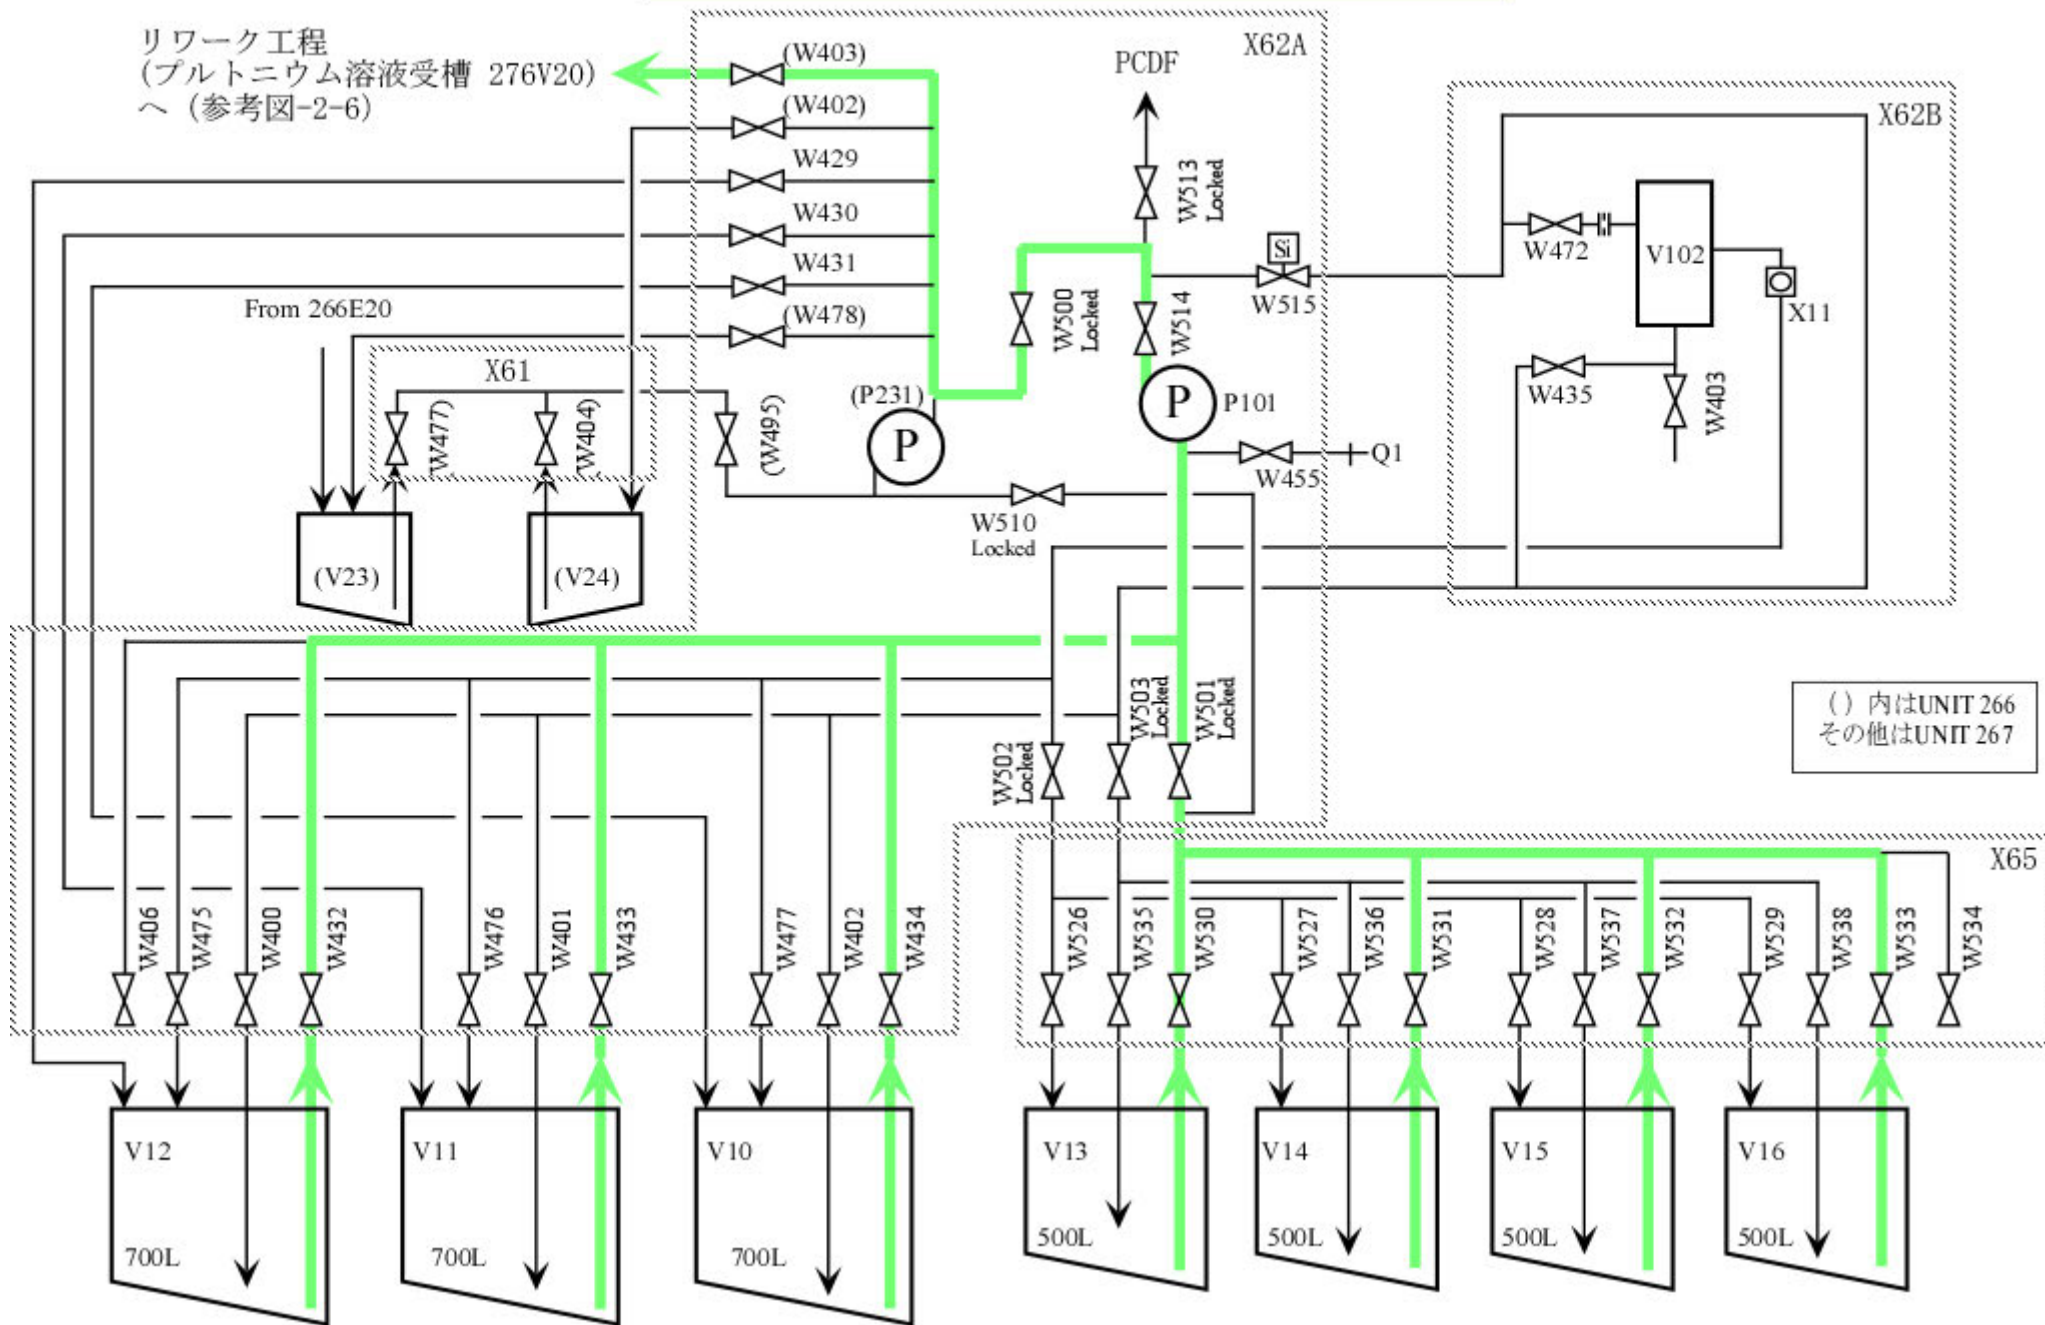 リワーク工程
(プルトニウム溶液受槽 276V20)
へ (参考図-2-6)
(W403)
(W402)
W429
W430
W431
(W478)
From 266E20
X61
(W477)
(W404)
(W495)
(V23)
(V24)
X62A
PCDF
W513
Locked
Si
W515
W500
Locked
W514
(P231)
P
P
P101
W455
Q1
W510
Locked
X62B
W472
V102
X11
W435
W403
W502
Locked
W503
Locked
W501
Locked
() 内はUNIT 266
その他はUNIT 267
X65
W406
W475
W400
W432
W476
W401
W433
W477
W402
W434
W526
W535
W530
W527
W536
W531
W528
W537
W532
W529
W538
W533
W534
V12
700L
V11
700L
V10
700L
V13
500L
V14
500L
V15
500L
V16
500L